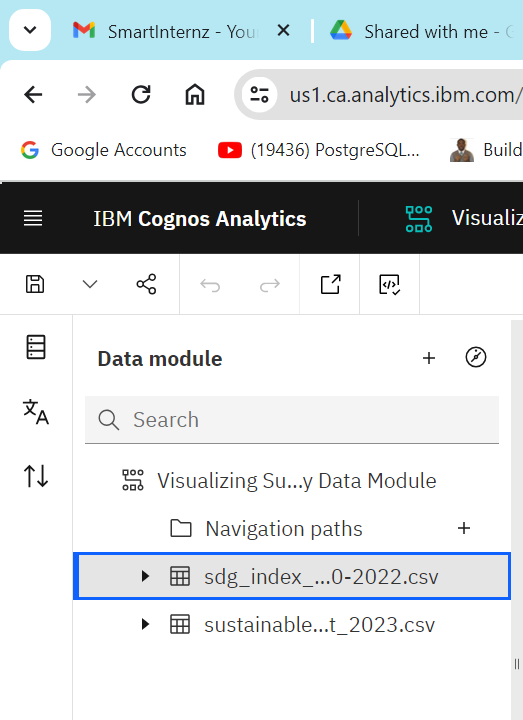 SmartInternz - Your
Shared with me - G
us1.ca.analytics.ibm.com/
Google Accounts
(19436) PostgreSQL...
Build
IBM Cognos Analytics
Visualiz
Data module
Search
Visualizing Su...y Data Module
Navigation paths
sdg_index_...0-2022.csv
sustainable...t_2023.csv